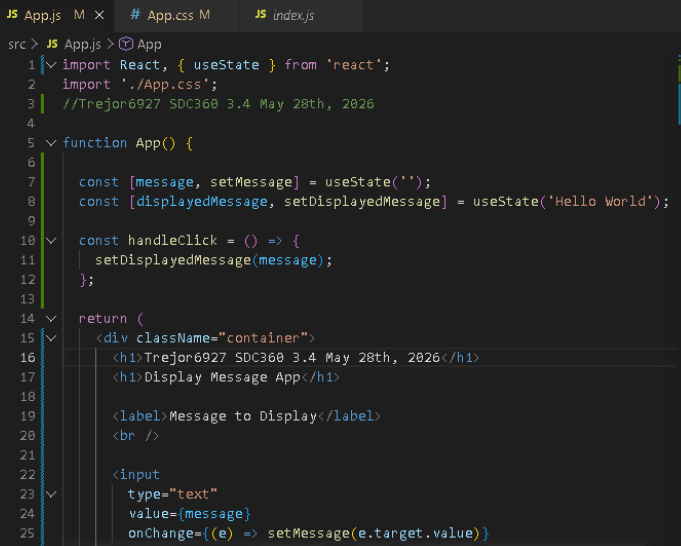 JS App.js M × # App.css M JS index.js
src > JS App.js > App
1 import React, { useState } from 'react';
2 import './App.css';
3 //Trejor6927 SDC360 3.4 May 28th, 2026
4
5 function App() {
6
7 const [message, setMessage] = useState('');
8 const [displayedMessage, setDisplayedMessage] = useState('Hello World');
9
10 const handleClick = () => {
11 setDisplayedMessage(message);
12 };
13
14 return (
15 <div className="container">
16 <h1>Trejor6927 SDC360 3.4 May 28th, 2026</h1>
17 <h1>Display Message App</h1>
18
19 <label>Message to Display</label>
20 <br />
21
22 <input
23 type="text"
24 value={message}
25 onChange={(e) => setMessage(e.target.value)}